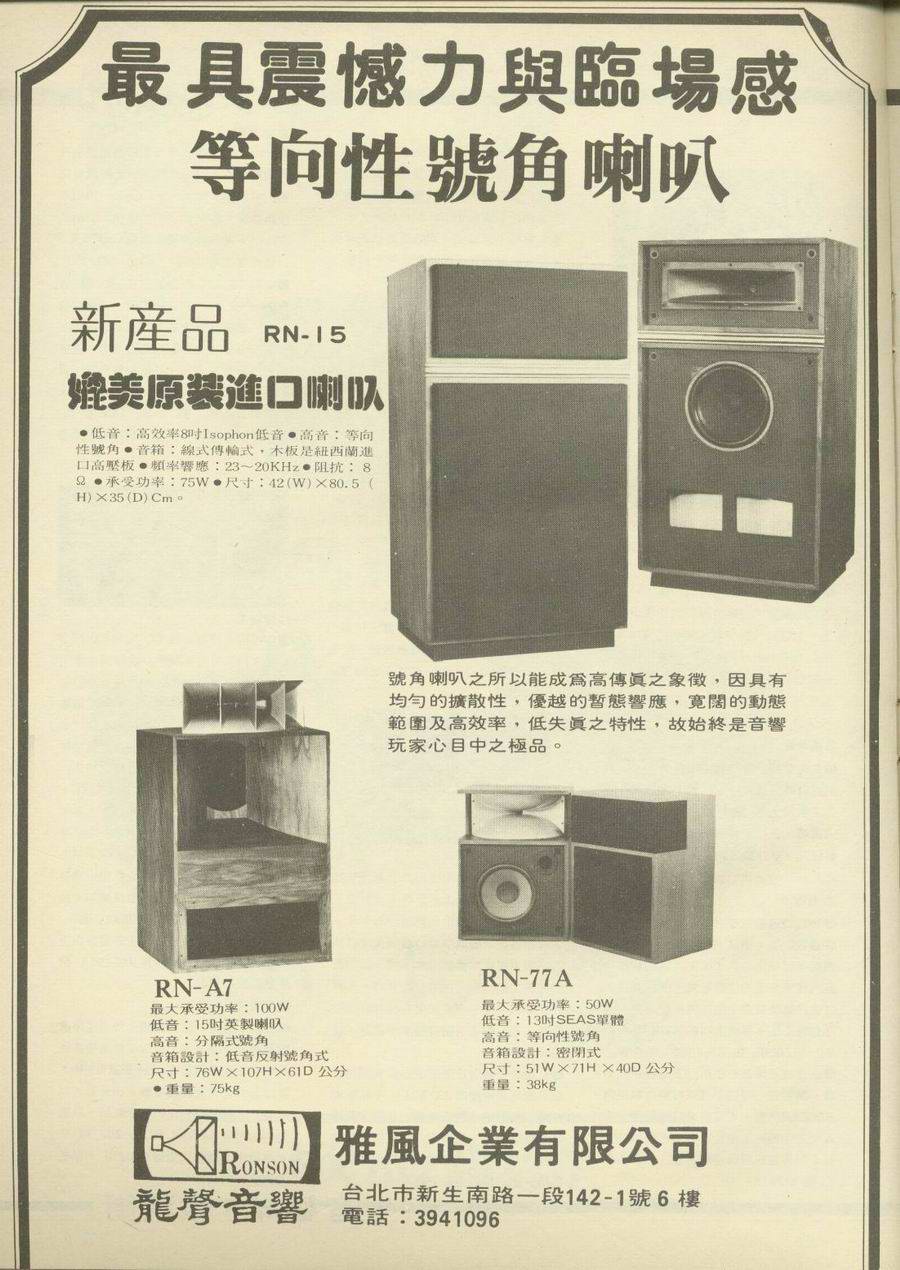 最具震憾力與臨場感
等向性號角喇叭
新産品 RN-15
媲美原裝進口喇叭
●低音：高效率8吋Isophon低音●高音：等向
性號角●音箱：線式傳輸式，木板是紐西蘭進
口高壓板●頻率響應：23～20KHz●阻抗：8
Ω ●承受功率：75W●尺寸：42(W)×80.5 (
H)×35(D)Cm。
號角喇叭之所以能成爲高傳眞之象徵，因具有
均勻的擴散性，優越的暫態響應，寬闊的動態
範圍及高效率，低失眞之特性，故始終是音響
玩家心目中之極品。
RN-A7
最大承受功率：100W
低音：15吋英製喇叭
高音：分隔式號角
音箱設計：低音反射號角式
尺寸：76W×107H×61D 公分
●重量：75kg
RN-77A
最大承受功率：50W
低音：13吋SEAS單體
高音：等向性號角
音箱設計：密閉式
尺寸：51W×71H ×40D 公分
重量：38kg
RONSON
龍聲音響
雅風企業有限公司
台北市新生南路一段142-1號6樓
電話：3941096